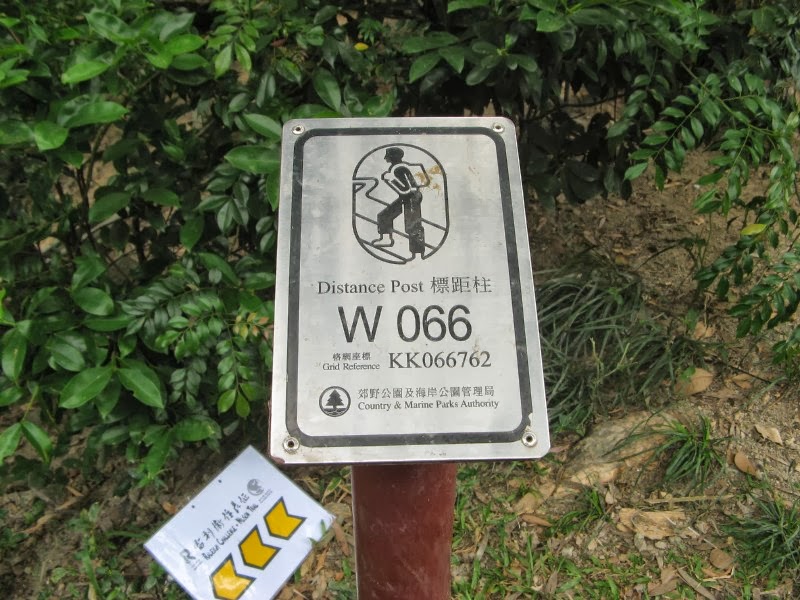 Distance Post 標距柱
W 066
格網座標
Grid Reference KK066762
郊野公園及海岸公園管理局
Country & Marine Parks Authority